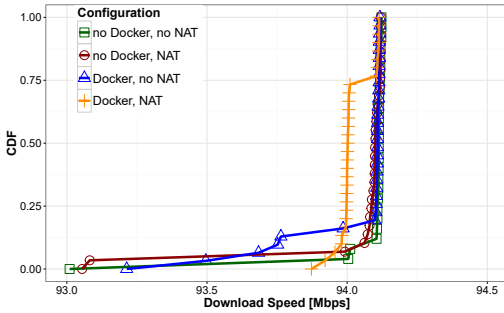 Configuration
no Docker, no NAT
no Docker, NAT
Docker, no NAT
Docker, NAT
CDF
1.00
0.75
0.50
0.25
0.00
93.0
93.5
94.0
94.5
Download Speed [Mbps]